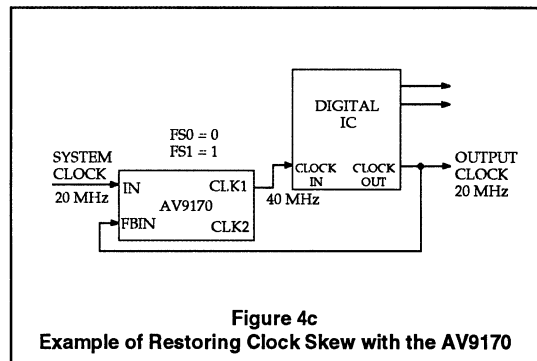 DIGITAL
IC
FS0 = 0
FS1 = 1
SYSTEM
CLOCK
20 MHz
IN
CLK1
AV9170
FBIN
CLK2
40 MHz
CLOCK
IN
CLOCK
OUT
OUTPUT
CLOCK
20 MHz
Figure 4c
Example of Restoring Clock Skew with the AV9170